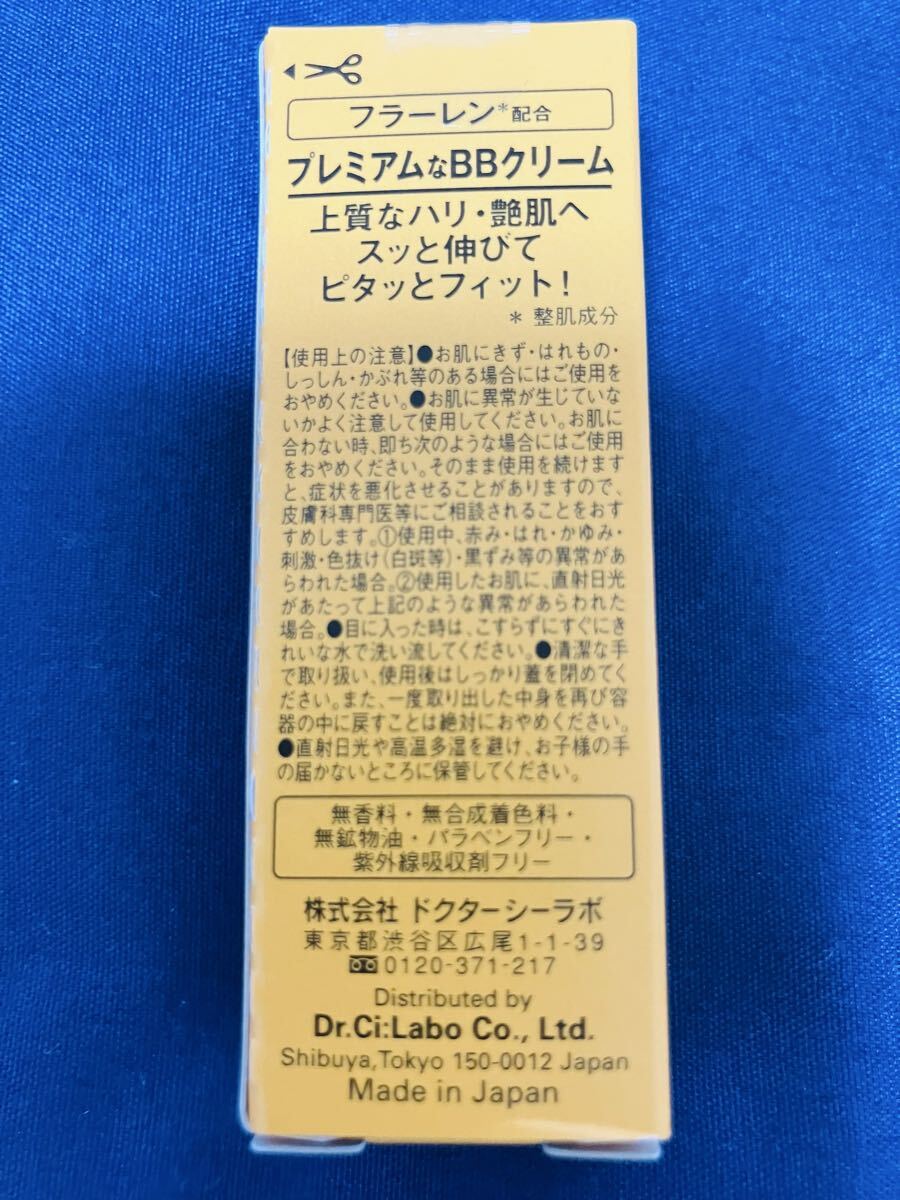 フラーレン*配合
プレミアムなBBクリーム
上質なハリ・艶肌へ
スッと伸びて
ピタッとフィット!
* 整肌成分
【使用上の注意】●お肌にきず・はれもの・
しっしん・かぶれ等のある場合にはご使用を
おやめください。●お肌に異常が生じていな
いかよく注意して使用してください。お肌に
合わない時、即ち次のような場合にはご使用
をおやめください。そのまま使用を続けます
と、症状を悪化させることがありますので、
皮膚科専門医等にご相談されることをおす
すめします。①使用中、赤み・はれ・かゆみ・
刺激・色抜け(白斑等)・黒ずみ等の異常があ
らわれた場合。②使用したお肌に、直射日光
があたって上記のような異常があらわれた
場合。●目に入った時は、こすらずにすぐにき
れいな水で洗い流してください。●清潔な手
で取り扱い、使用後はしっかり蓋を閉めてく
ださい。また、一度取り出した中身を再び容
器の中に戻すことは絶対におやめください。
●直射日光や高温多湿を避け、お子様の手
の届かないところに保管してください。
無香料・無合成着色料・
無鉱物油・パラベンフリー・
紫外線吸収剤フリー
株式会社 ドクターシーラボ
東京都渋谷区広尾1-1-39
0120-371-217
Distributed by
Dr.Ci:Labo Co., Ltd.
Shibuya,Tokyo 150-0012 Japan
Made in Japan